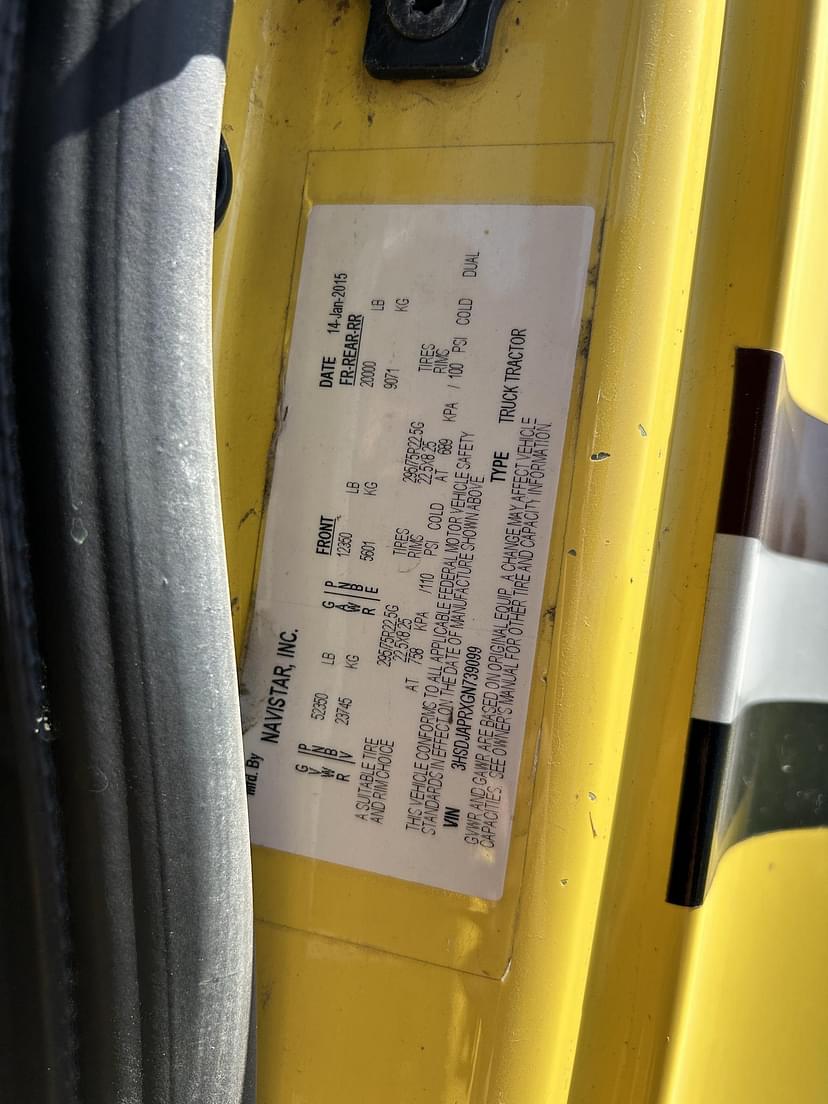 Mfd. By NAVISTAR, INC. DATE 14-Jan-2015
FRONT FR-REAR-RR
GVWR / PNBV 52350 LB GAWR / PNBE 12350 LB 20000 LB
23745 KG 5601 KG 9071 KG
A SUITABLE TIRE 295/75R22.5G TIRES 295/75R22.5G TIRES
AND RIM CHOICE 22.5X8.25 RIMS 22.5X8.25 RIMS
AT 758 KPA /110 PSI COLD AT 689 KPA / 100 PSI COLD DUAL
THIS VEHICLE CONFORMS TO ALL APPLICABLE FEDERAL MOTOR VEHICLE SAFETY
STANDARDS IN EFFECT ON THE DATE OF MANUFACTURE SHOWN ABOVE
VIN 3HSDJAPRXGN739099 TYPE TRUCK TRACTOR
GVWR AND GAWR ARE BASED ON ORIGINAL EQUIP. A CHANGE MAY AFFECT VEHICLE
CAPACITIES. SEE OWNER'S MANUAL FOR OTHER TIRE AND CAPACITY INFORMATION.